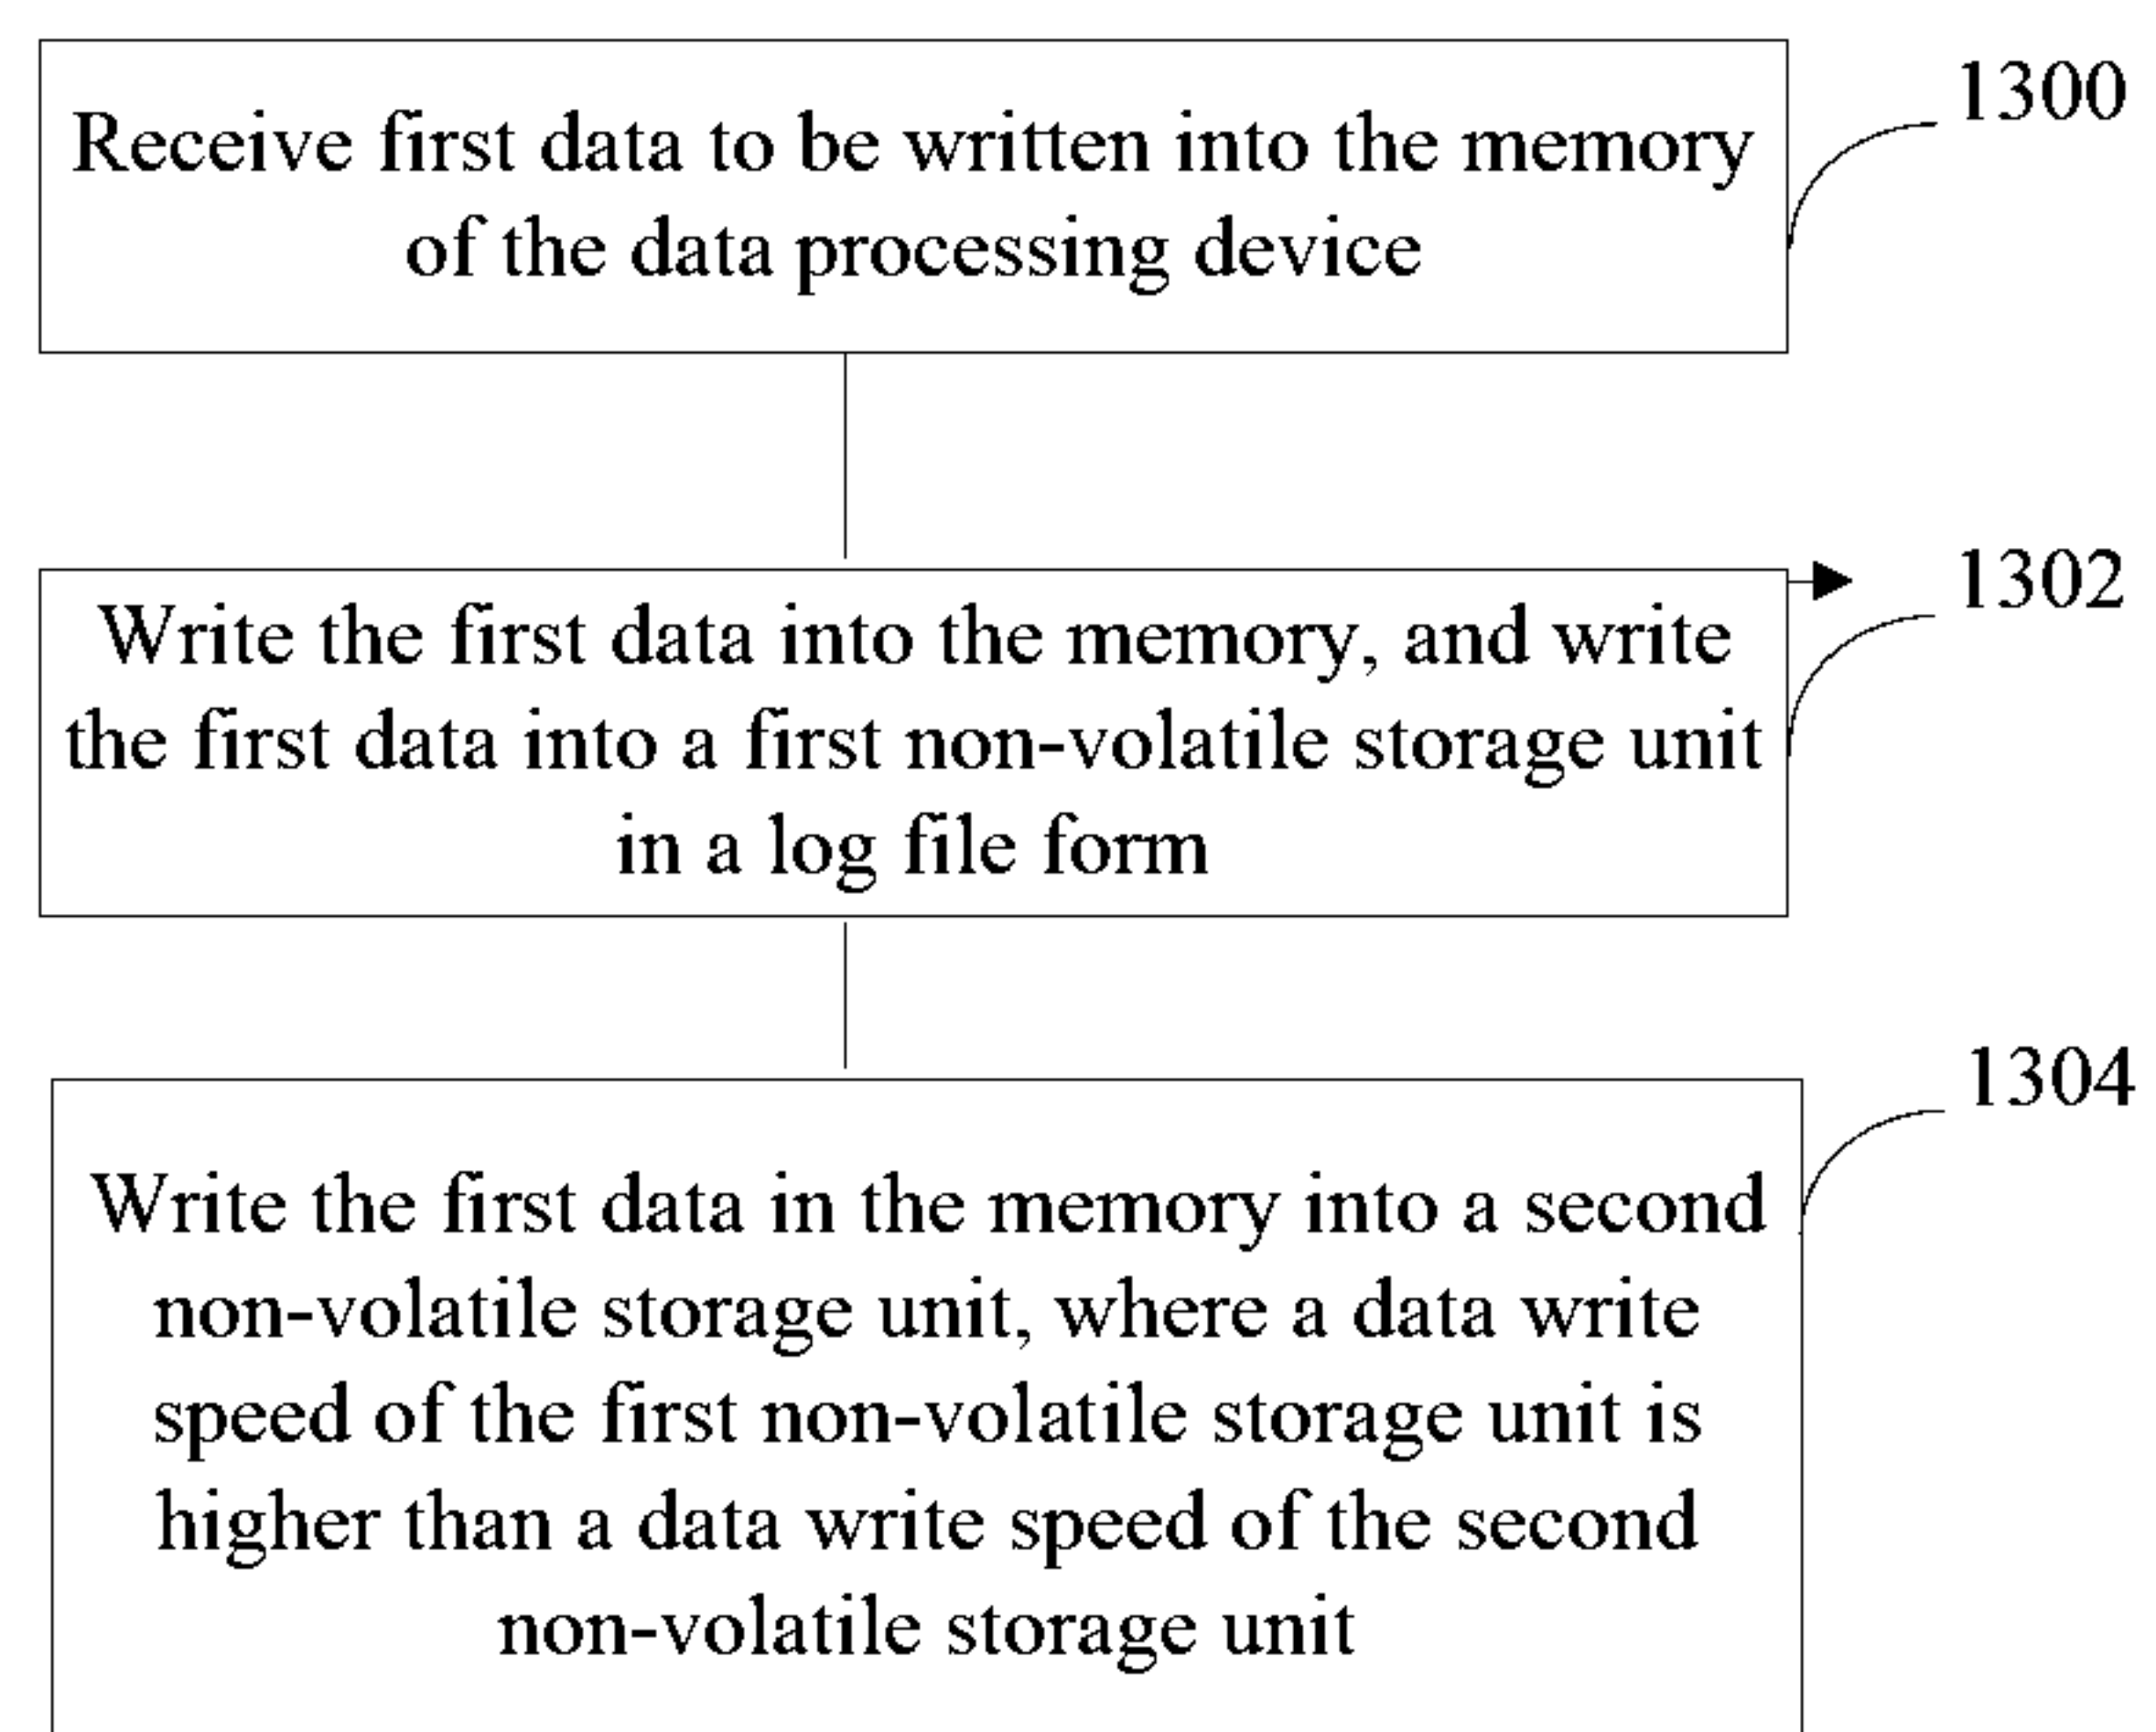 1300
Receive first data to be written into the memory
of the data processing device
1302
Write the first data into the memory, and write
the first data into a first non-volatile storage unit
in a log file form
1304
Write the first data in the memory into a second
non-volatile storage unit, where a data write
speed of the first non-volatile storage unit is
higher than a data write speed of the second
non-volatile storage unit